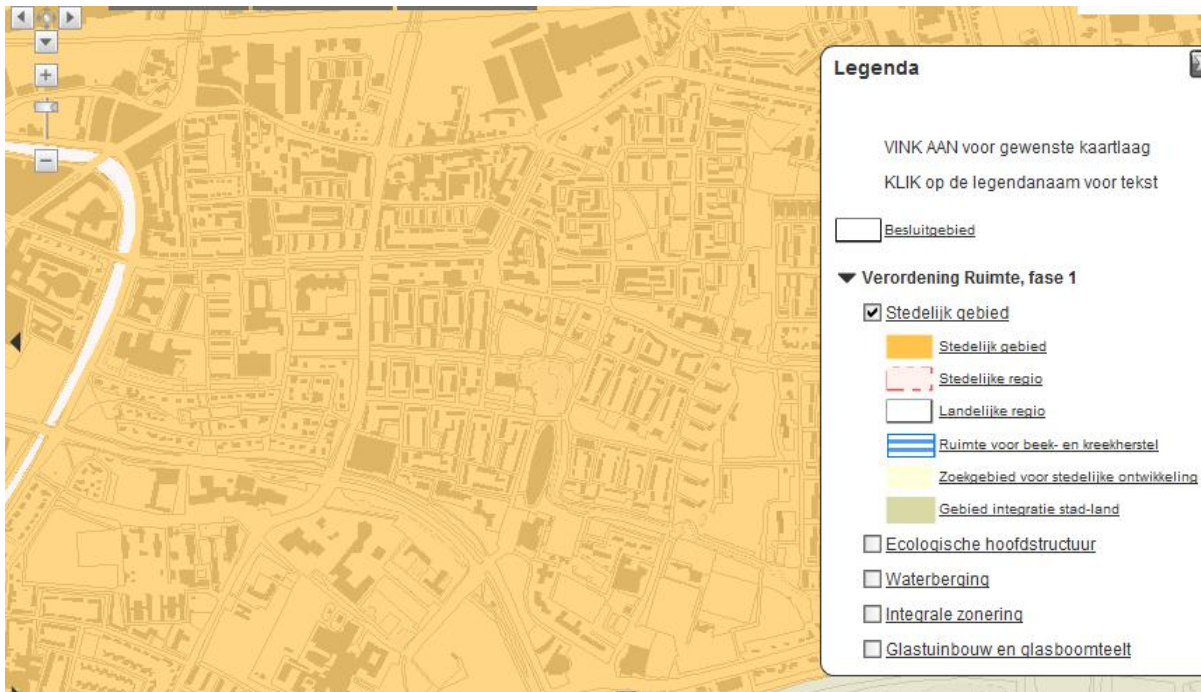 Legenda
VINK AAN voor gewenste kaartlaag
KLIK op de legendanaam voor tekst
Besluitgebied
Verordening Ruimte, fase 1
Stedelijk gebied
Stedelijk gebied
Stedelijke regio
Landelijke regio
Ruimte voor beek- en kreekherstel
Zoekgebied voor stedelijke ontwikkeling
Gebied integratie stad-land
Ecologische hoofdstructuur
Waterberging
Integrale zonering
Glastuinbouw en glasboomteelt